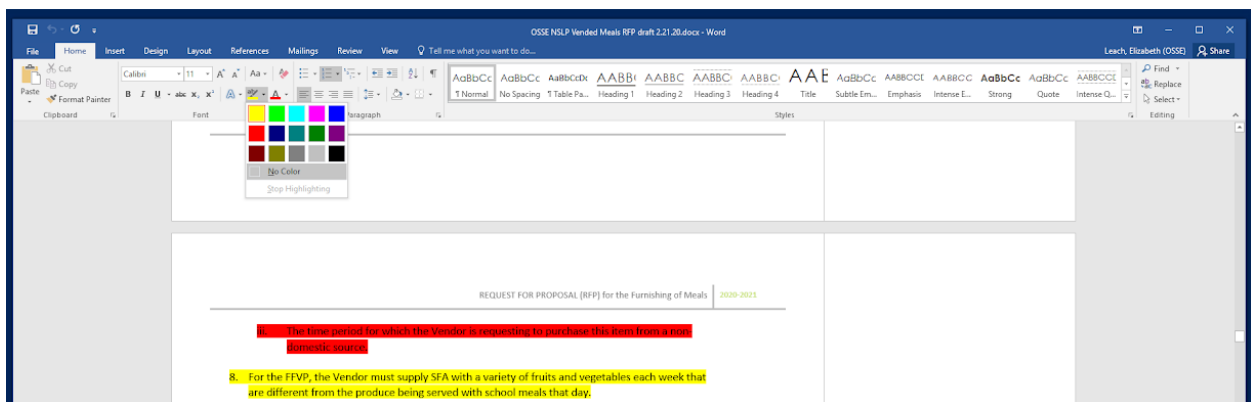 OSSE NSLP Vended Meals RFP draft 2.21.20.docx - Word
File Home Insert Design Layout References Mailings Review View Tell me what you want to do... Leach, Elizabeth (OSSE) Share
Cut
Copy
Paste
Format Painter
Calibri 11
Aa
B I U abc x, x²
AaBbCc AaBbCc AaBbCcDc AABBC AABBC AABBC AABBC AAE AaBbCc AABBCCI AABBCC AaBbCc AaBbCc AABBCCI
¶ Normal No Spacing ¶ Table Pa... Heading 1 Heading 2 Heading 3 Heading 4 Title Subtle Em... Emphasis Intense E... Strong Quote Intense Q...
Find
Replace
Select
Clipboard Font Paragraph Styles Editing
No Color
Stop Highlighting
REQUEST FOR PROPOSAL (RFP) for the Furnishing of Meals 2020-2021
The time period for which the Vendor is requesting to purchase this item from a non-
domestic source.
8. For the FFVP, the Vendor must supply SFA with a variety of fruits and vegetables each week that
are different from the produce being served with school meals that day.